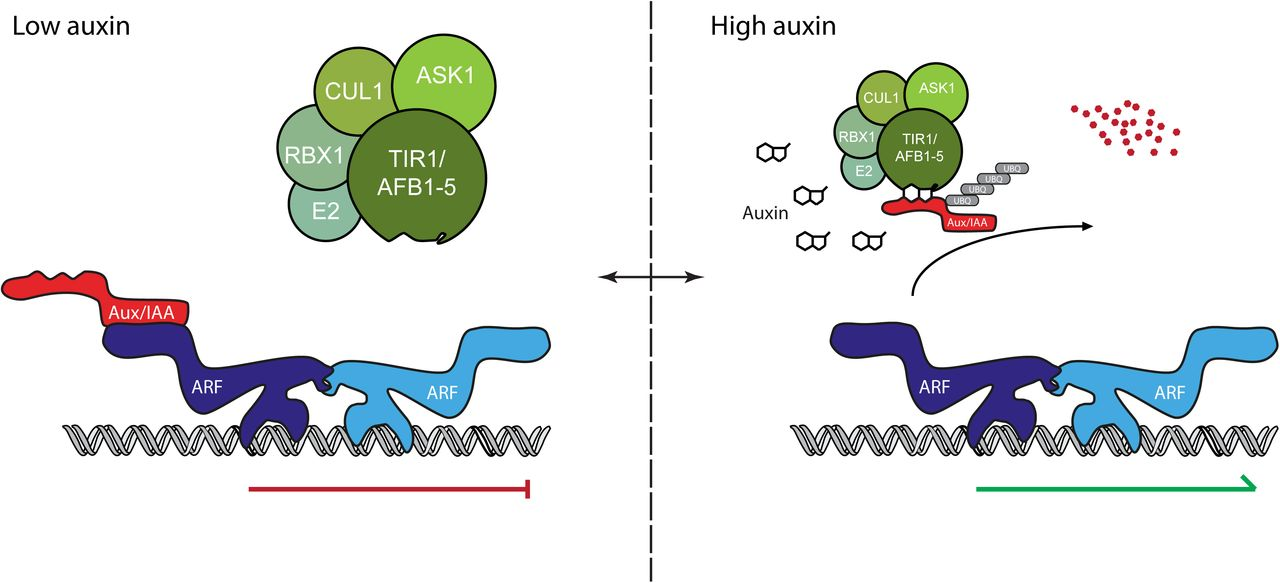 Low auxin
CUL1
ASK1
RBX1
TIR1/
AFB1-5
E2
Aux/IAA
ARF
ARF
High auxin
CUL1
ASK1
RBX1
TIR1/
AFB1-5
E2
UBQ
UBQ
UBQ
UBQ
Auxin
Aux/IAA
ARF
ARF